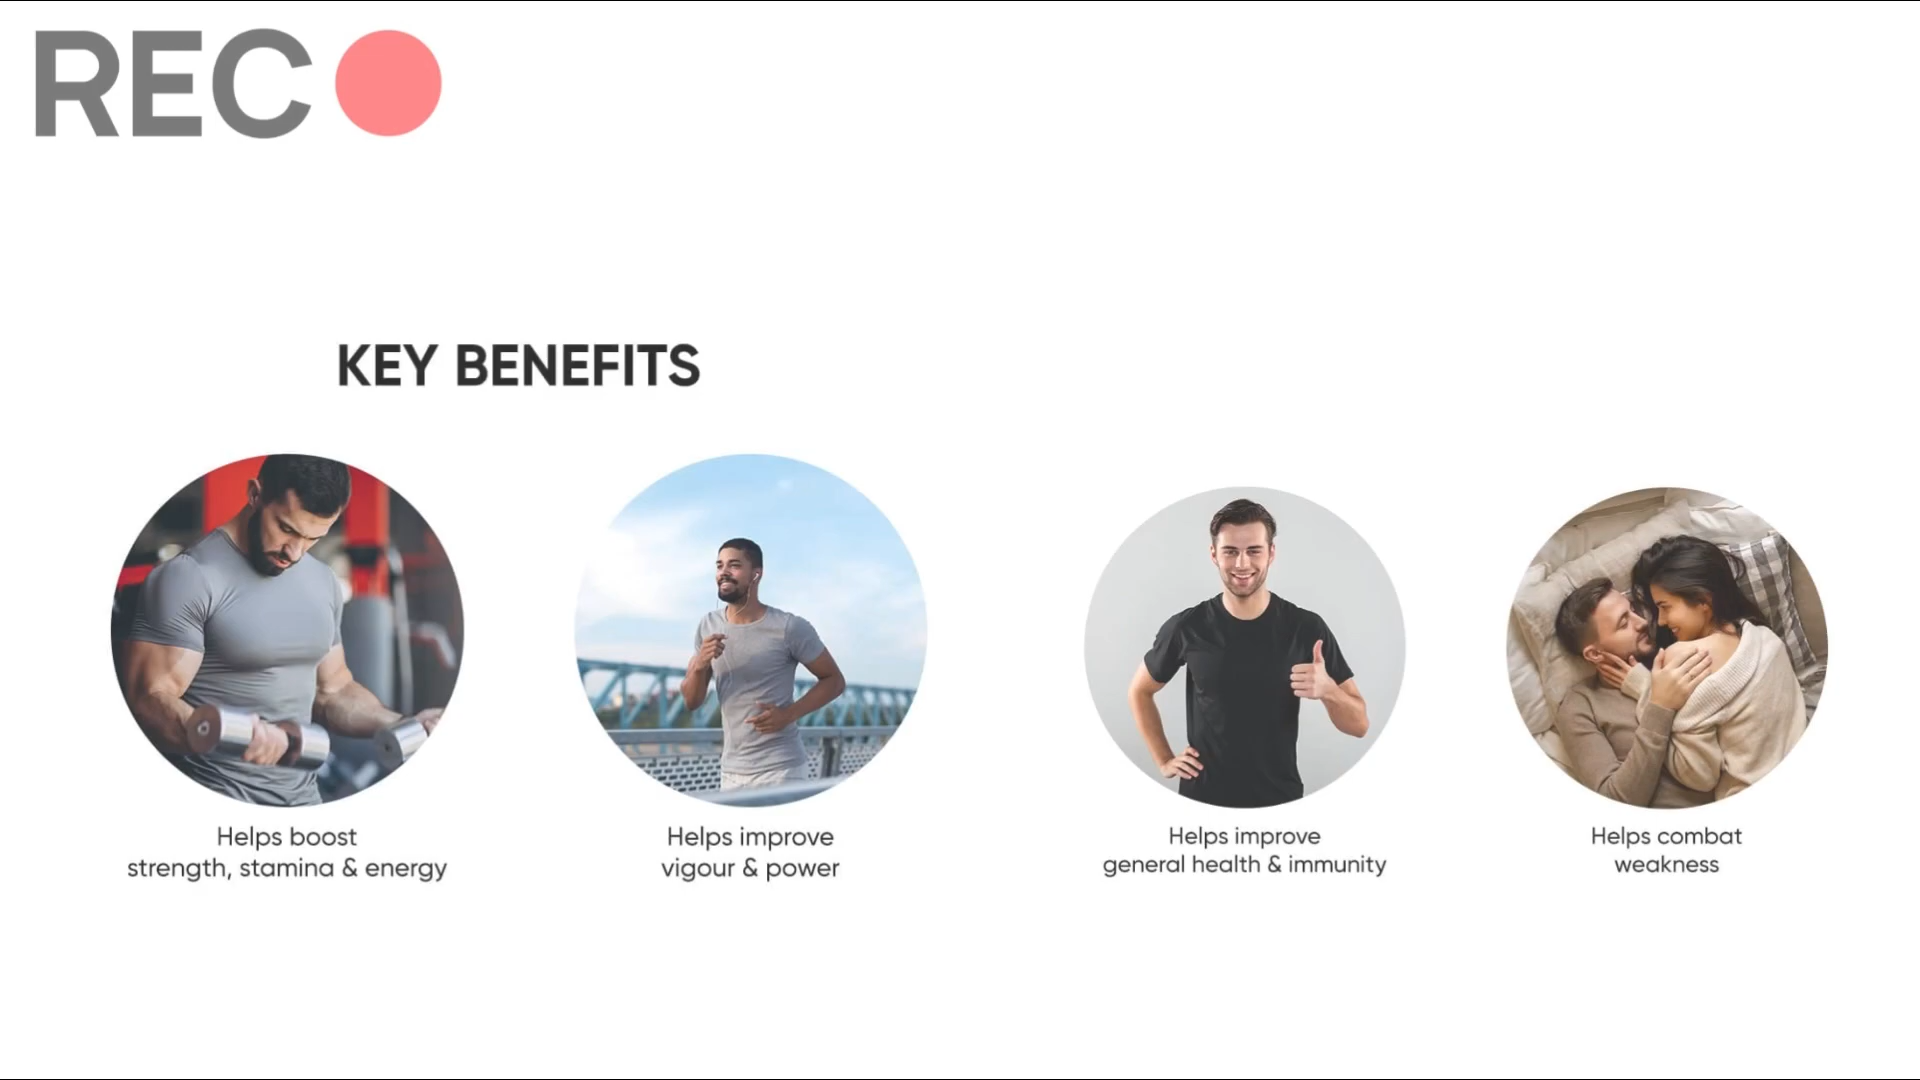 REC
KEY BENEFITS
Helps boost
strength, stamina & energy
Helps improve
vigour & power
Helps improve
general health & immunity
Helps combat
weakness